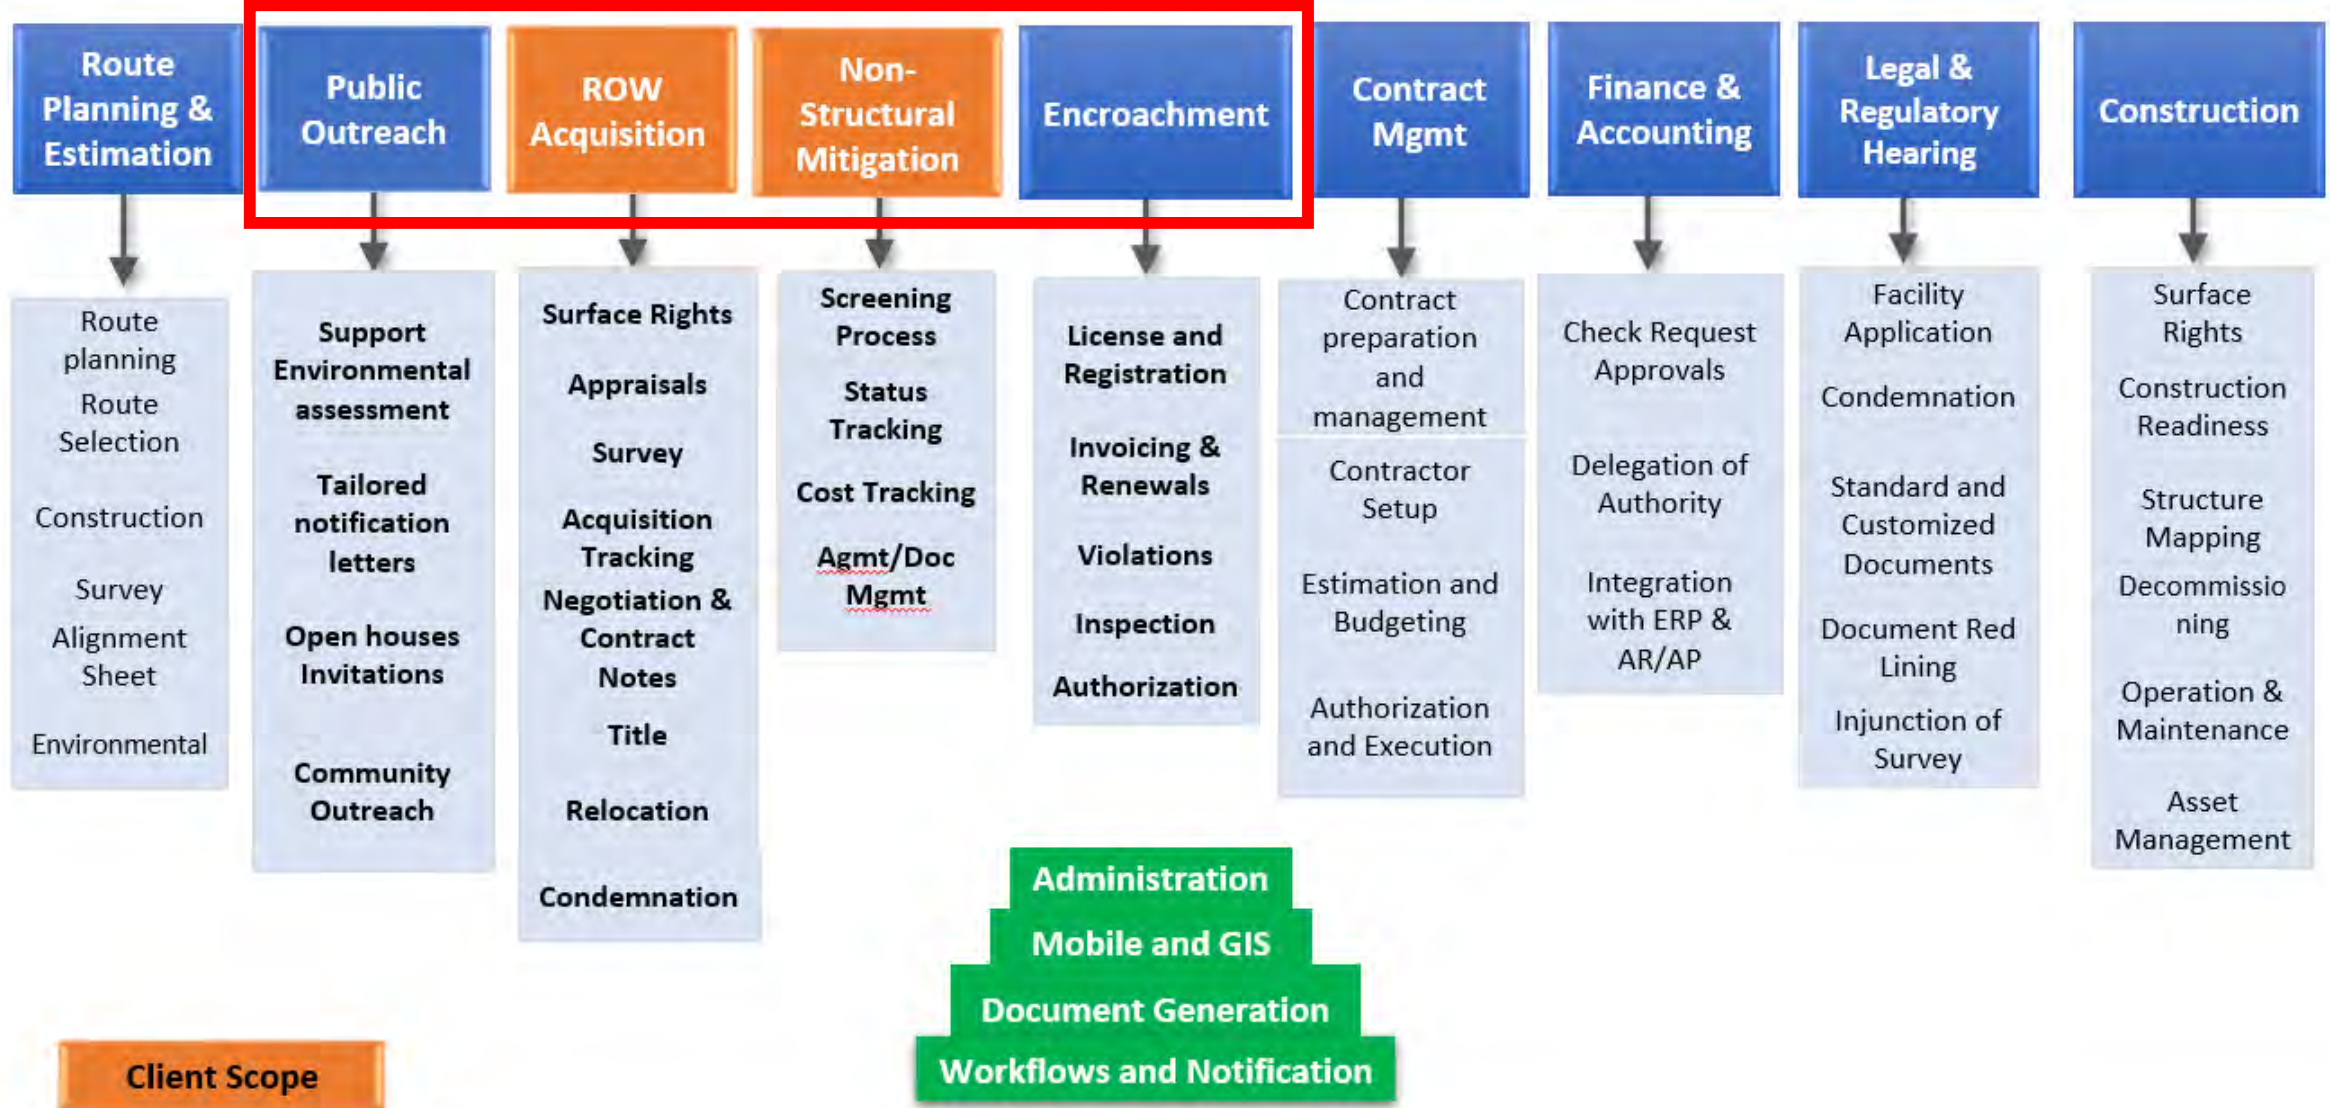 Route
Planning &
Estimation
Public
Outreach
ROW
Acquisition
Non-
Structural
Mitigation
Encroachment
Contract
Mgmt
Finance &
Accounting
Legal &
Regulatory
Hearing
Construction
Route
planning
Route
Selection
Construction
Survey
Alignment
Sheet
Environmental
Support
Environmental
assessment
Tailored
notification
letters
Open houses
Invitations
Community
Outreach
Surface Rights
Appraisals
Survey
Acquisition
Tracking
Negotiation &
Contract
Notes
Title
Relocation
Condemnation
Screening
Process
Status
Tracking
Cost Tracking
Agmt/Doc
Mgmt
License and
Registration
Invoicing &
Renewals
Violations
Inspection
Authorization
Contract
preparation
and
management
Contractor
Setup
Estimation and
Budgeting
Authorization
and Execution
Check Request
Approvals
Delegation of
Authority
Integration
with ERP &
AR/AP
Facility
Application
Condemnation
Standard and
Customized
Documents
Document Red
Lining
Injunction of
Survey
Surface
Rights
Construction
Readiness
Structure
Mapping
Decommissio
ning
Operation &
Maintenance
Asset
Management
Administration
Mobile and GIS
Document Generation
Workflows and Notification
Client Scope